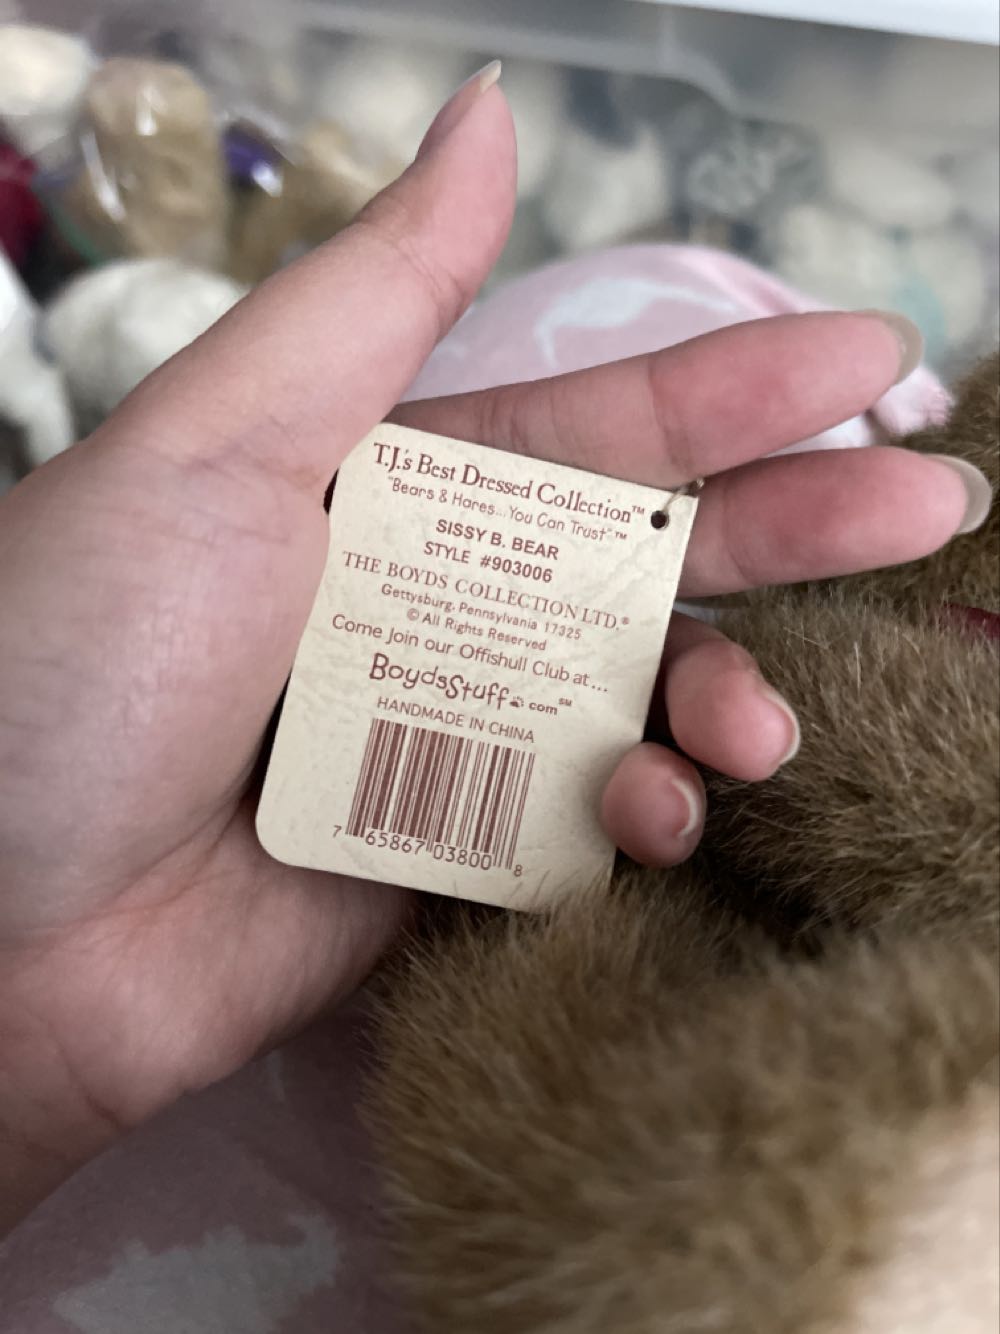 T.J.'s Best Dressed Collection™
"Bears & Hares...You Can Trust"™
SISSY B. BEAR
STYLE #903006
THE BOYDS COLLECTION LTD.®
Gettysburg, Pennsylvania 17325
© All Rights Reserved
Come Join our Offishull Club at...
BoydsStuff.com℠
HANDMADE IN CHINA
7 65867 03800 8